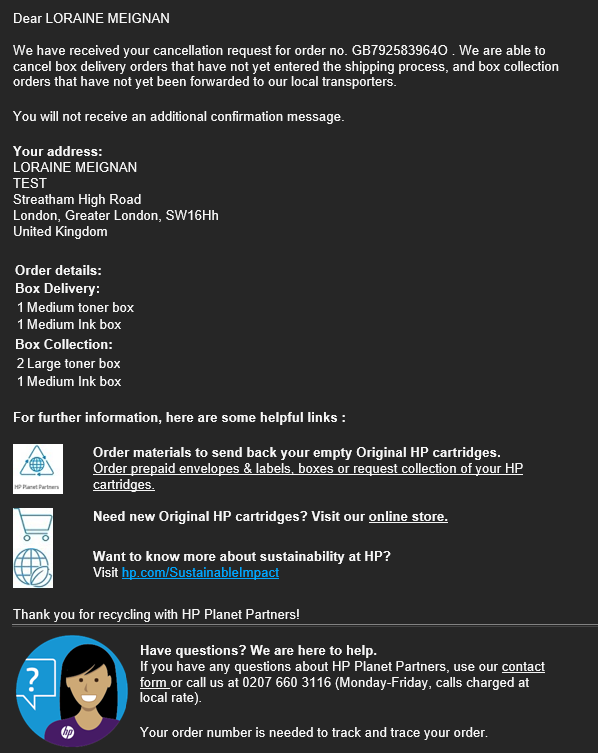 Dear LORAINE MEIGNAN
We have received your cancellation request for order no. GB792583964O . We are able to
cancel box delivery orders that have not yet entered the shipping process, and box collection
orders that have not yet been forwarded to our local transporters.
You will not receive an additional confirmation message.
Your address:
LORAINE MEIGNAN
TEST
Streatham High Road
London, Greater London, SW16Hh
United Kingdom
Order details:
Box Delivery:
1 Medium toner box
1 Medium Ink box
Box Collection:
2 Large toner box
1 Medium Ink box
For further information, here are some helpful links :
HP Planet Partners
Order materials to send back your empty Original HP cartridges.
Order prepaid envelopes & labels, boxes or request collection of your HP
cartridges.
Need new Original HP cartridges? Visit our online store.
Want to know more about sustainability at HP?
Visit hp.com/SustainableImpact
Thank you for recycling with HP Planet Partners!
?
hp
Have questions? We are here to help.
If you have any questions about HP Planet Partners, use our contact
form or call us at 0207 660 3116 (Monday-Friday, calls charged at
local rate).
Your order number is needed to track and trace your order.